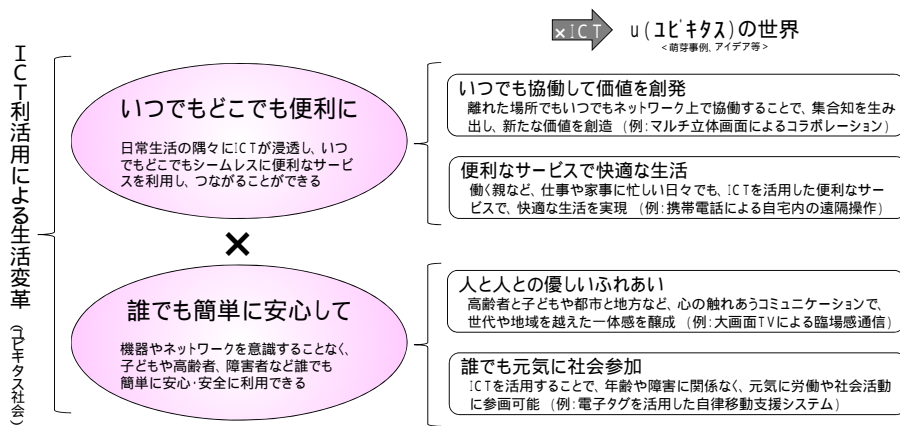 ×ICT
u(ユビキタス)の世界
<萌芽事例、アイデア等>
ICT利活用による生活変革(ユビキタス社会)
いつでもどこでも便利に
日常生活の隅々にICTが浸透し、いつ
でもどこでもシームレスに便利なサービ
スを利用し、つながることができる
いつでも協働して価値を創発
離れた場所でもいつでもネットワーク上で協働することで、集合知を生み
出し、新たな価値を創造 (例:マルチ立体画面によるコラボレーション)
便利なサービスで快適な生活
働く親など、仕事や家事に忙しい日々でも、ICTを活用した便利なサー
ビスで、快適な生活を実現 (例:携帯電話による自宅内の遠隔操作)
×
誰でも簡単に安心して
機器やネットワークを意識することなく、
子どもや高齢者、障害者など誰でも
簡単に安心・安全に利用できる
人と人との優しいふれあい
高齢者と子どもや都市と地方など、心の触れあうコミュニケーションで、
世代や地域を越えた一体感を醸成 (例:大画面TVによる臨場感通信)
誰でも元気に社会参加
ICTを活用することで、年齢や障害に関係なく、元気に労働や社会活動
に参画可能 (例:電子タグを活用した自律移動支援システム)